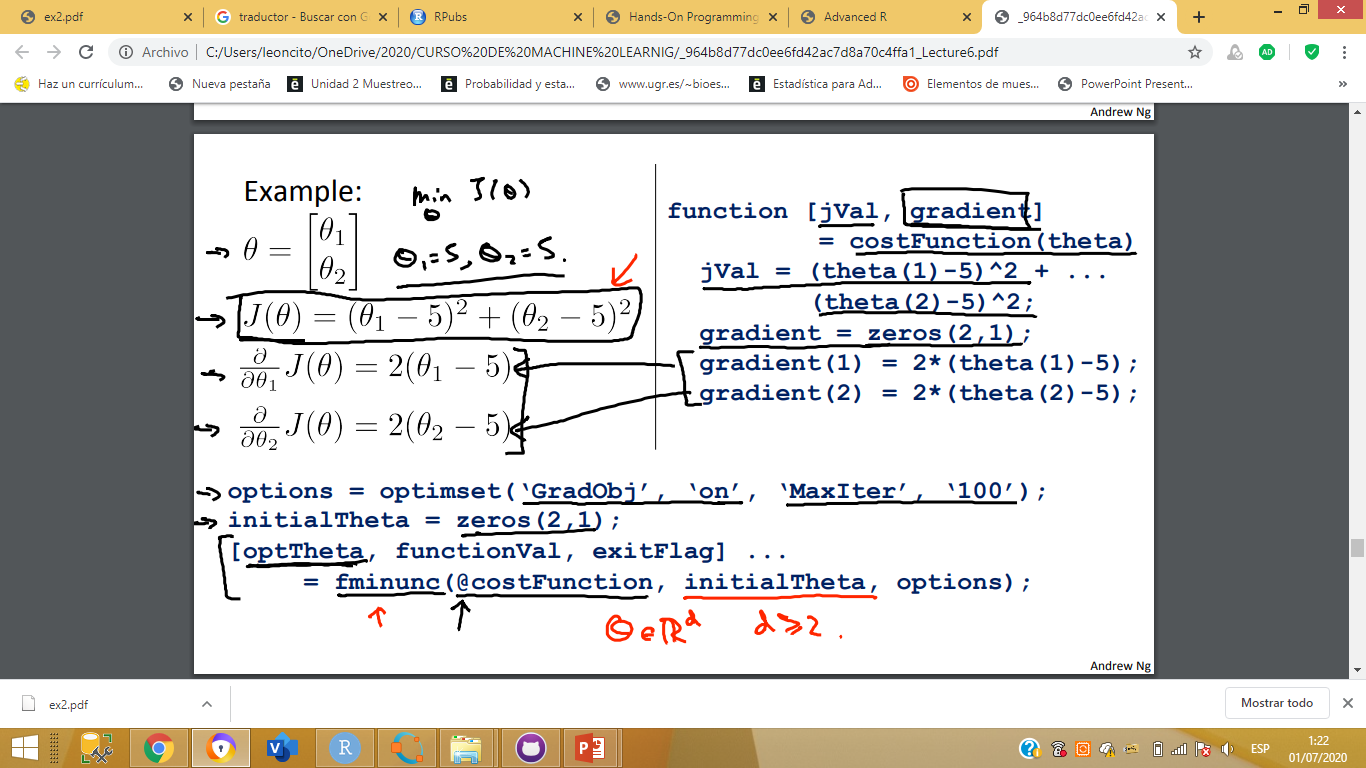 ex2.pdf
traductor - Buscar con G
RPubs
Hands-On Programming
Advanced R
_964b8d77dc0ee6fd42ac
Archivo | C:/Users/leoncito/OneDrive/2020/CURSO%20DE%20MACHINE%20LEARNIG/_964b8d77dc0ee6fd42ac7d8a70c4ffa1_Lecture6.pdf
Haz un currículum...
Nueva pestaña
Unidad 2 Muestreo...
Probabilidad y esta...
www.ugr.es/~bioes...
Estadística para Ad...
Elementos de mues...
PowerPoint Present...
»
Andrew Ng
Example:
min J(θ)
θ
θ = [θ₁
θ₂]
θ₁=5, θ₂=5.
J(θ) = (θ₁ − 5)² + (θ₂ − 5)²
∂/∂θ₁ J(θ) = 2(θ₁ − 5)
∂/∂θ₂ J(θ) = 2(θ₂ − 5)
function [jVal, gradient]
= costFunction(theta)
jVal = (theta(1)-5)^2 + ...
(theta(2)-5)^2;
gradient = zeros(2,1);
gradient(1) = 2*(theta(1)-5);
gradient(2) = 2*(theta(2)-5);
options = optimset(‘GradObj’, ‘on’, ‘MaxIter’, ‘100’);
initialTheta = zeros(2,1);
[optTheta, functionVal, exitFlag] ...
= fminunc(@costFunction, initialTheta, options);
θ∈ℝᵈ d≥2.
Andrew Ng
ex2.pdf
Mostrar todo
ESP
1:22
01/07/2020